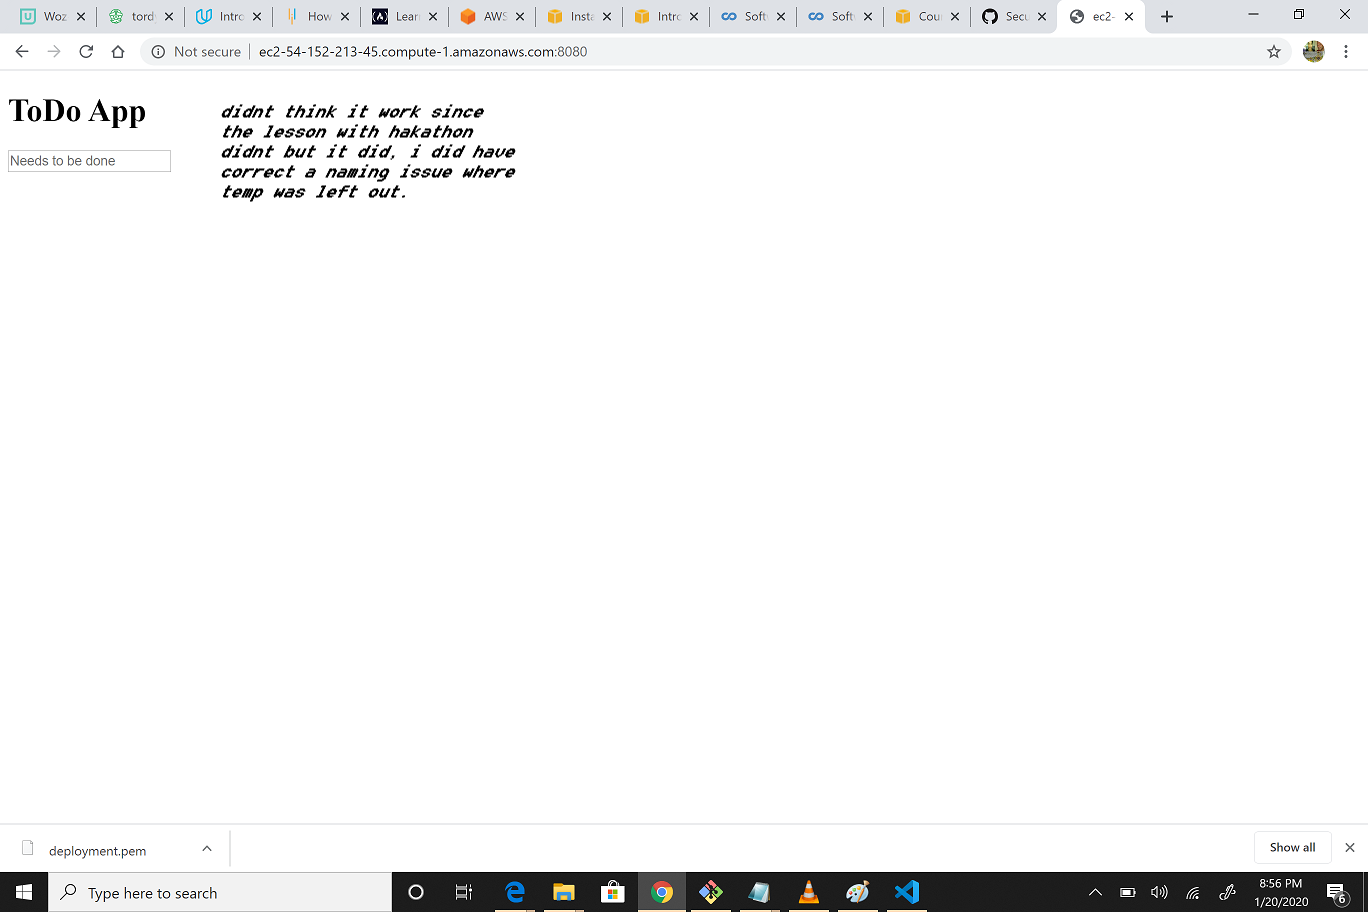 Woz
tord
Intro
How
Lear
AWS
Insta
Intro
Soft
Soft
Cour
Secu
ec2-
Not secure
ec2-54-152-213-45.compute-1.amazonaws.com:8080
ToDo App
Needs to be done
didnt think it work since
the lesson with hakathon
didnt but it did, i did have
correct a naming issue where
temp was left out.
deployment.pem
Show all
Type here to search
8:56 PM
1/20/2020
6